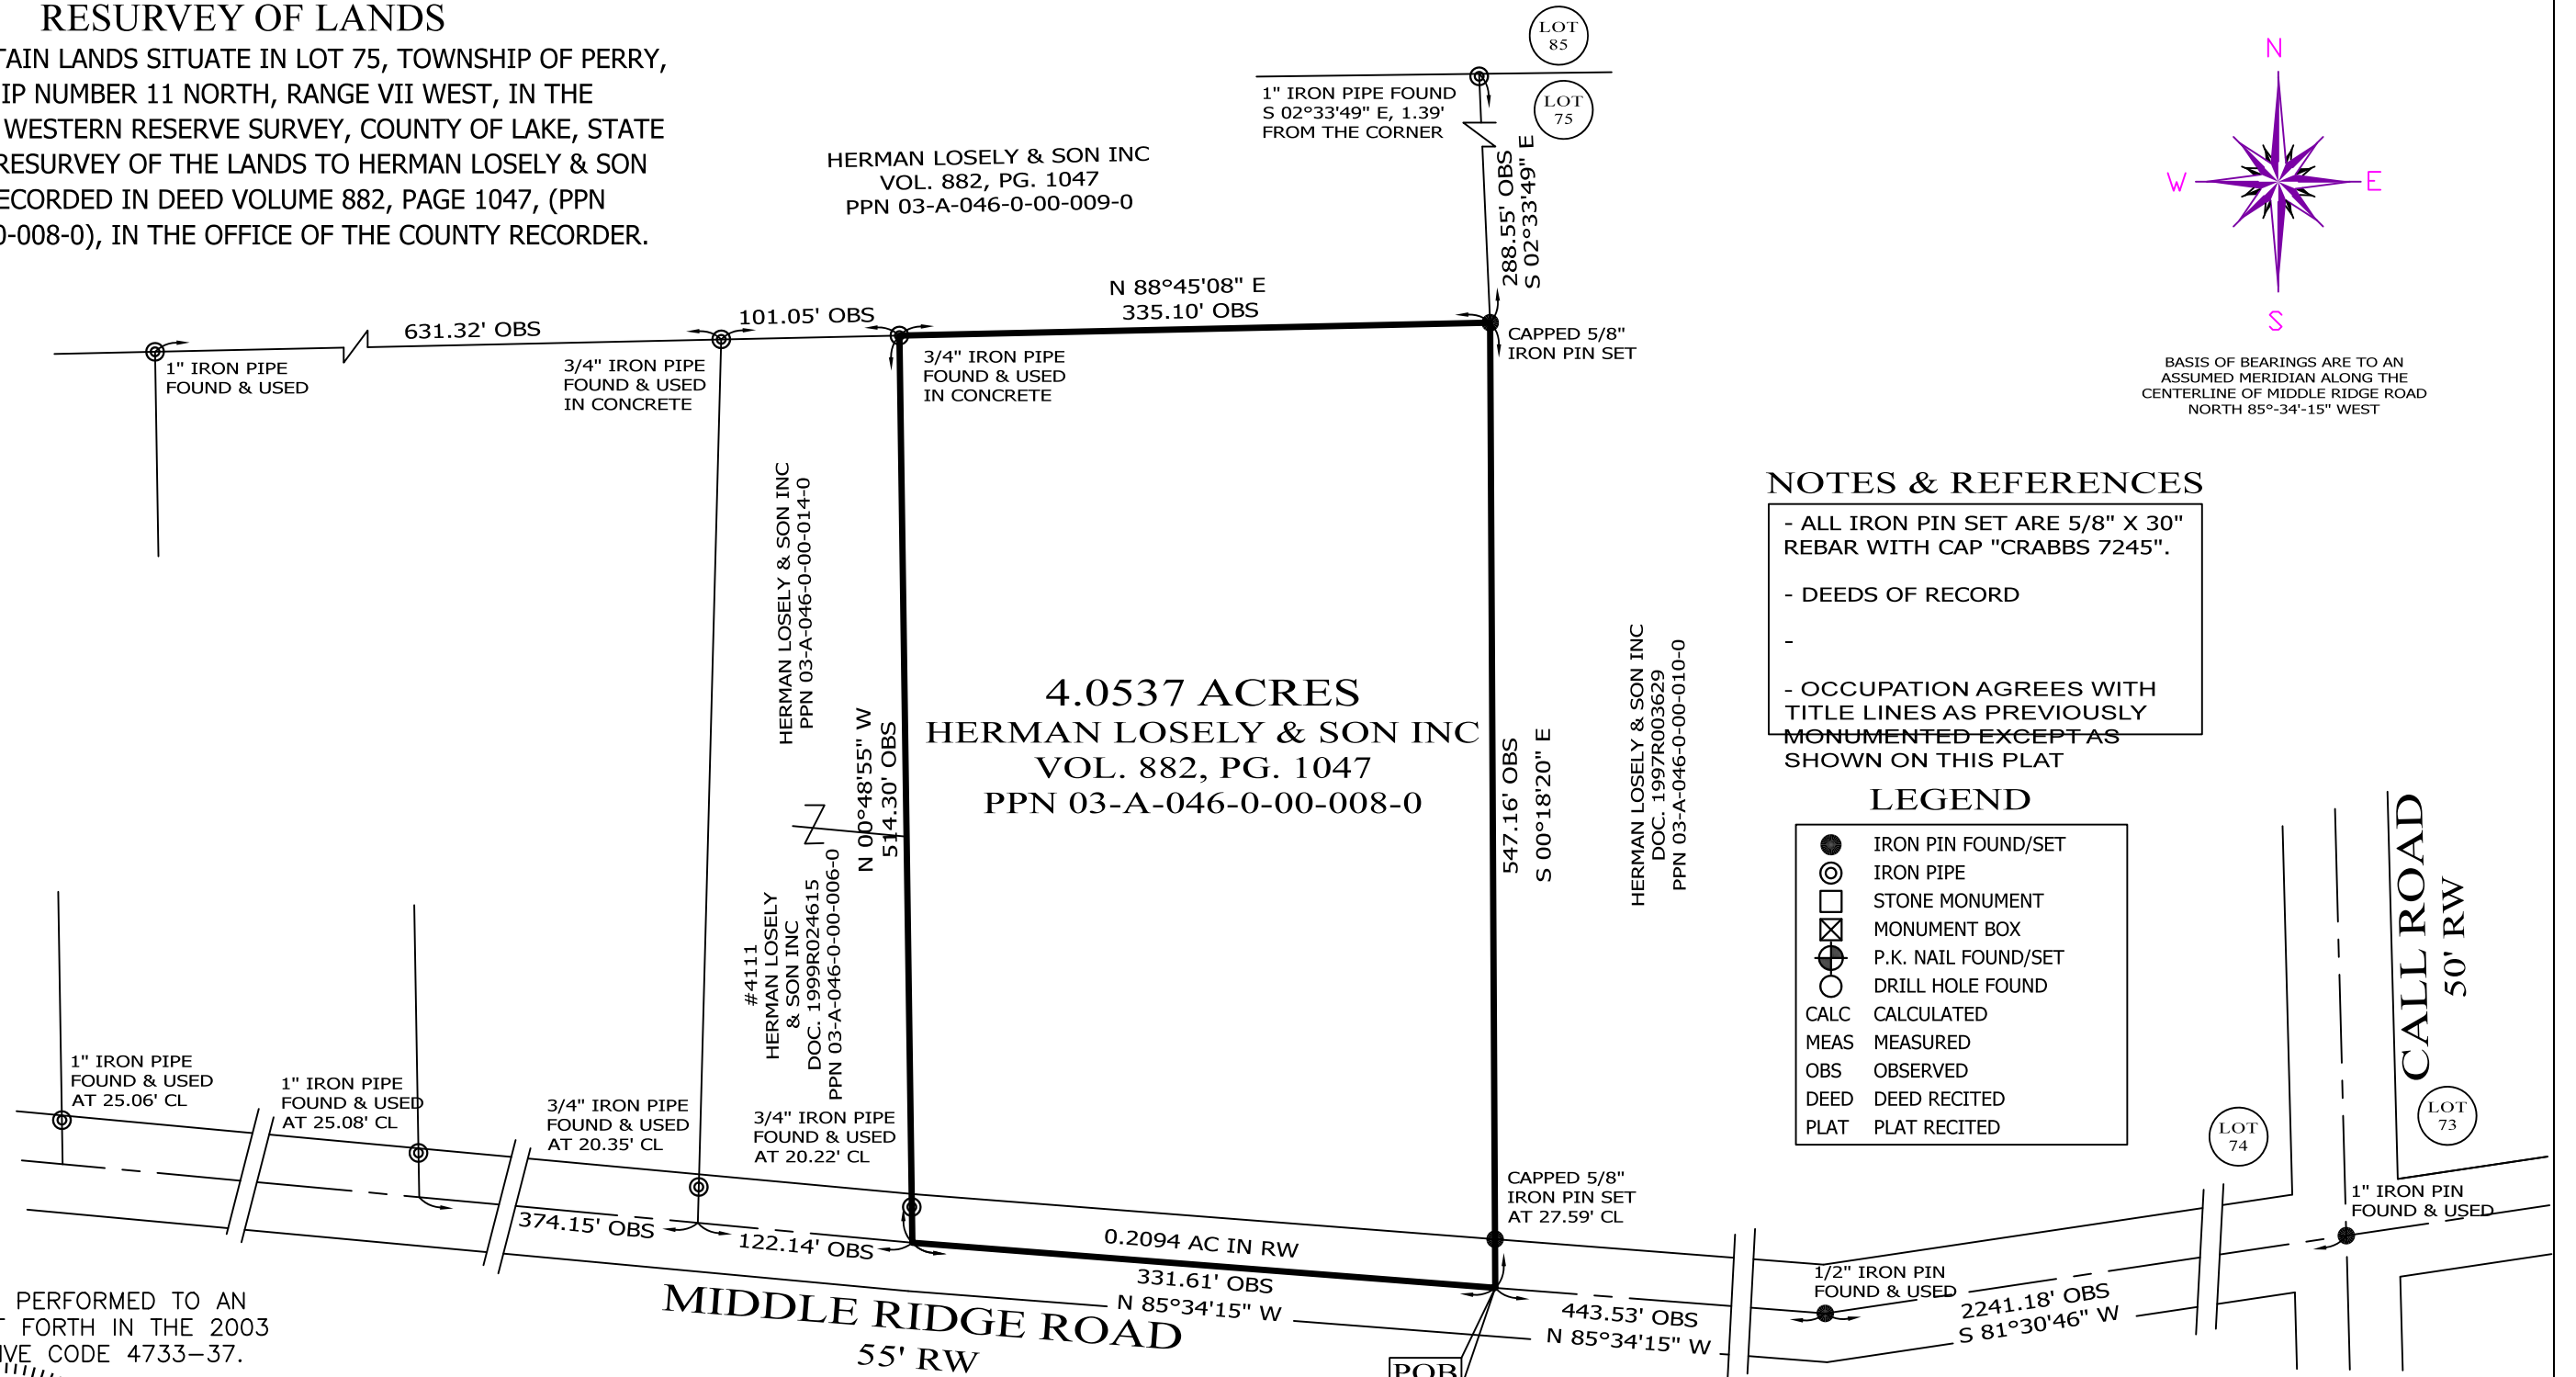 RESURVEY OF LANDS
TAIN LANDS SITUATE IN LOT 75, TOWNSHIP OF PERRY,
IP NUMBER 11 NORTH, RANGE VII WEST, IN THE
WESTERN RESERVE SURVEY, COUNTY OF LAKE, STATE
RESURVEY OF THE LANDS TO HERMAN LOSELY & SON
ECORDED IN DEED VOLUME 882, PAGE 1047, (PPN
0-008-0), IN THE OFFICE OF THE COUNTY RECORDER.
LOT
85
1" IRON PIPE FOUND
S 02°33'49" E, 1.39'
FROM THE CORNER
LOT
75
HERMAN LOSELY & SON INC
VOL. 882, PG. 1047
PPN 03-A-046-0-00-009-0
288.55' OBS
S 02°33'49" E
N
W
E
S
BASIS OF BEARINGS ARE TO AN
ASSUMED MERIDIAN ALONG THE
CENTERLINE OF MIDDLE RIDGE ROAD
NORTH 85°-34'-15" WEST
631.32' OBS
101.05' OBS
N 88°45'08" E
335.10' OBS
1" IRON PIPE
FOUND & USED
3/4" IRON PIPE
FOUND & USED
IN CONCRETE
3/4" IRON PIPE
FOUND & USED
IN CONCRETE
CAPPED 5/8"
IRON PIN SET
HERMAN LOSELY & SON INC
PPN 03-A-046-0-00-014-0
NOTES & REFERENCES
- ALL IRON PIN SET ARE 5/8" X 30"
REBAR WITH CAP "CRABBS 7245".
- DEEDS OF RECORD
-
- OCCUPATION AGREES WITH
TITLE LINES AS PREVIOUSLY
MONUMENTED EXCEPT AS
SHOWN ON THIS PLAT
4.0537 ACRES
HERMAN LOSELY & SON INC
VOL. 882, PG. 1047
PPN 03-A-046-0-00-008-0
N 00°48'55" W
514.30' OBS
547.16' OBS
S 00°18'20" E
HERMAN LOSELY & SON INC
DOC. 1997R003629
PPN 03-A-046-0-00-010-0
#4111
HERMAN LOSELY
& SON INC
DOC. 1999R024615
PPN 03-A-046-0-00-006-0
LEGEND
IRON PIN FOUND/SET
IRON PIPE
STONE MONUMENT
MONUMENT BOX
P.K. NAIL FOUND/SET
DRILL HOLE FOUND
CALC CALCULATED
MEAS MEASURED
OBS OBSERVED
DEED DEED RECITED
PLAT PLAT RECITED
CALL ROAD
50' RW
LOT
73
LOT
74
1" IRON PIPE
FOUND & USED
AT 25.06' CL
1" IRON PIPE
FOUND & USED
AT 25.08' CL
3/4" IRON PIPE
FOUND & USED
AT 20.35' CL
3/4" IRON PIPE
FOUND & USED
AT 20.22' CL
CAPPED 5/8"
IRON PIN SET
AT 27.59' CL
1" IRON PIN
FOUND & USED
374.15' OBS
122.14' OBS
0.2094 AC IN RW
331.61' OBS
N 85°34'15" W
1/2" IRON PIN
FOUND & USED
443.53' OBS
N 85°34'15" W
2241.18' OBS
S 81°30'46" W
MIDDLE RIDGE ROAD
55' RW
POB
PERFORMED TO AN
T FORTH IN THE 2003
IVE CODE 4733-37.